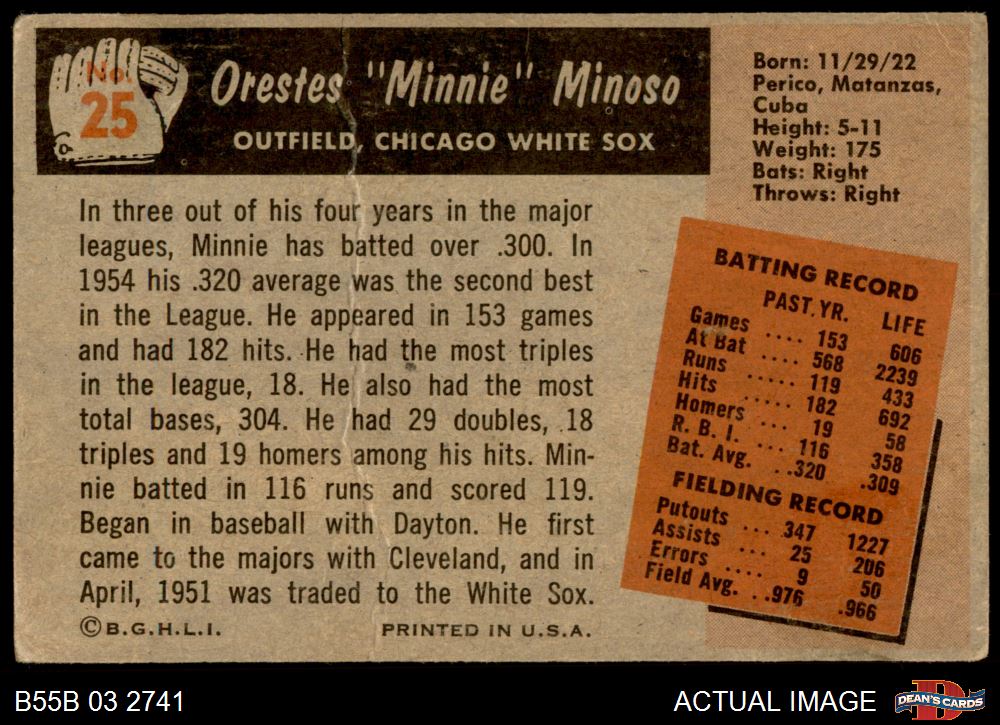 No.
25
Orestes "Minnie" Minoso
OUTFIELD, CHICAGO WHITE SOX
Born: 11/29/22
Perico, Matanzas,
Cuba
Height: 5-11
Weight: 175
Bats: Right
Throws: Right
In three out of his four years in the major
leagues, Minnie has batted over .300. In
1954 his .320 average was the second best
in the League. He appeared in 153 games
and had 182 hits. He had the most triples
in the league, 18. He also had the most
total bases, 304. He had 29 doubles, 18
triples and 19 homers among his hits. Min-
nie batted in 116 runs and scored 119.
Began in baseball with Dayton. He first
came to the majors with Cleveland, and in
April, 1951 was traded to the White Sox.
©B.G.H.L.I. PRINTED IN U.S.A.
BATTING RECORD
PAST YR. LIFE
Games .... 153 606
At Bat .... 568 2239
Runs ..... 119 433
Hits ..... 182 692
Homers ... 19 58
R. B. I. ... 116 358
Bat. Avg. ...320 .309
FIELDING RECORD
Putouts ... 347 1227
Assists ... 25 206
Errors .... 9 50
Field Avg. ..976 .966
B55B 03 2741
ACTUAL IMAGE
D
DEAN'S CARDS